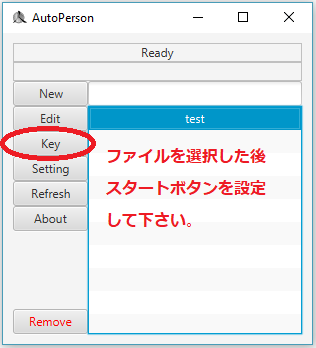 AutoPerson
Ready
New
Edit
test
Key
ファイルを選択した後
スタートボタンを設定
して下さい。
Setting
Refresh
About
Remove